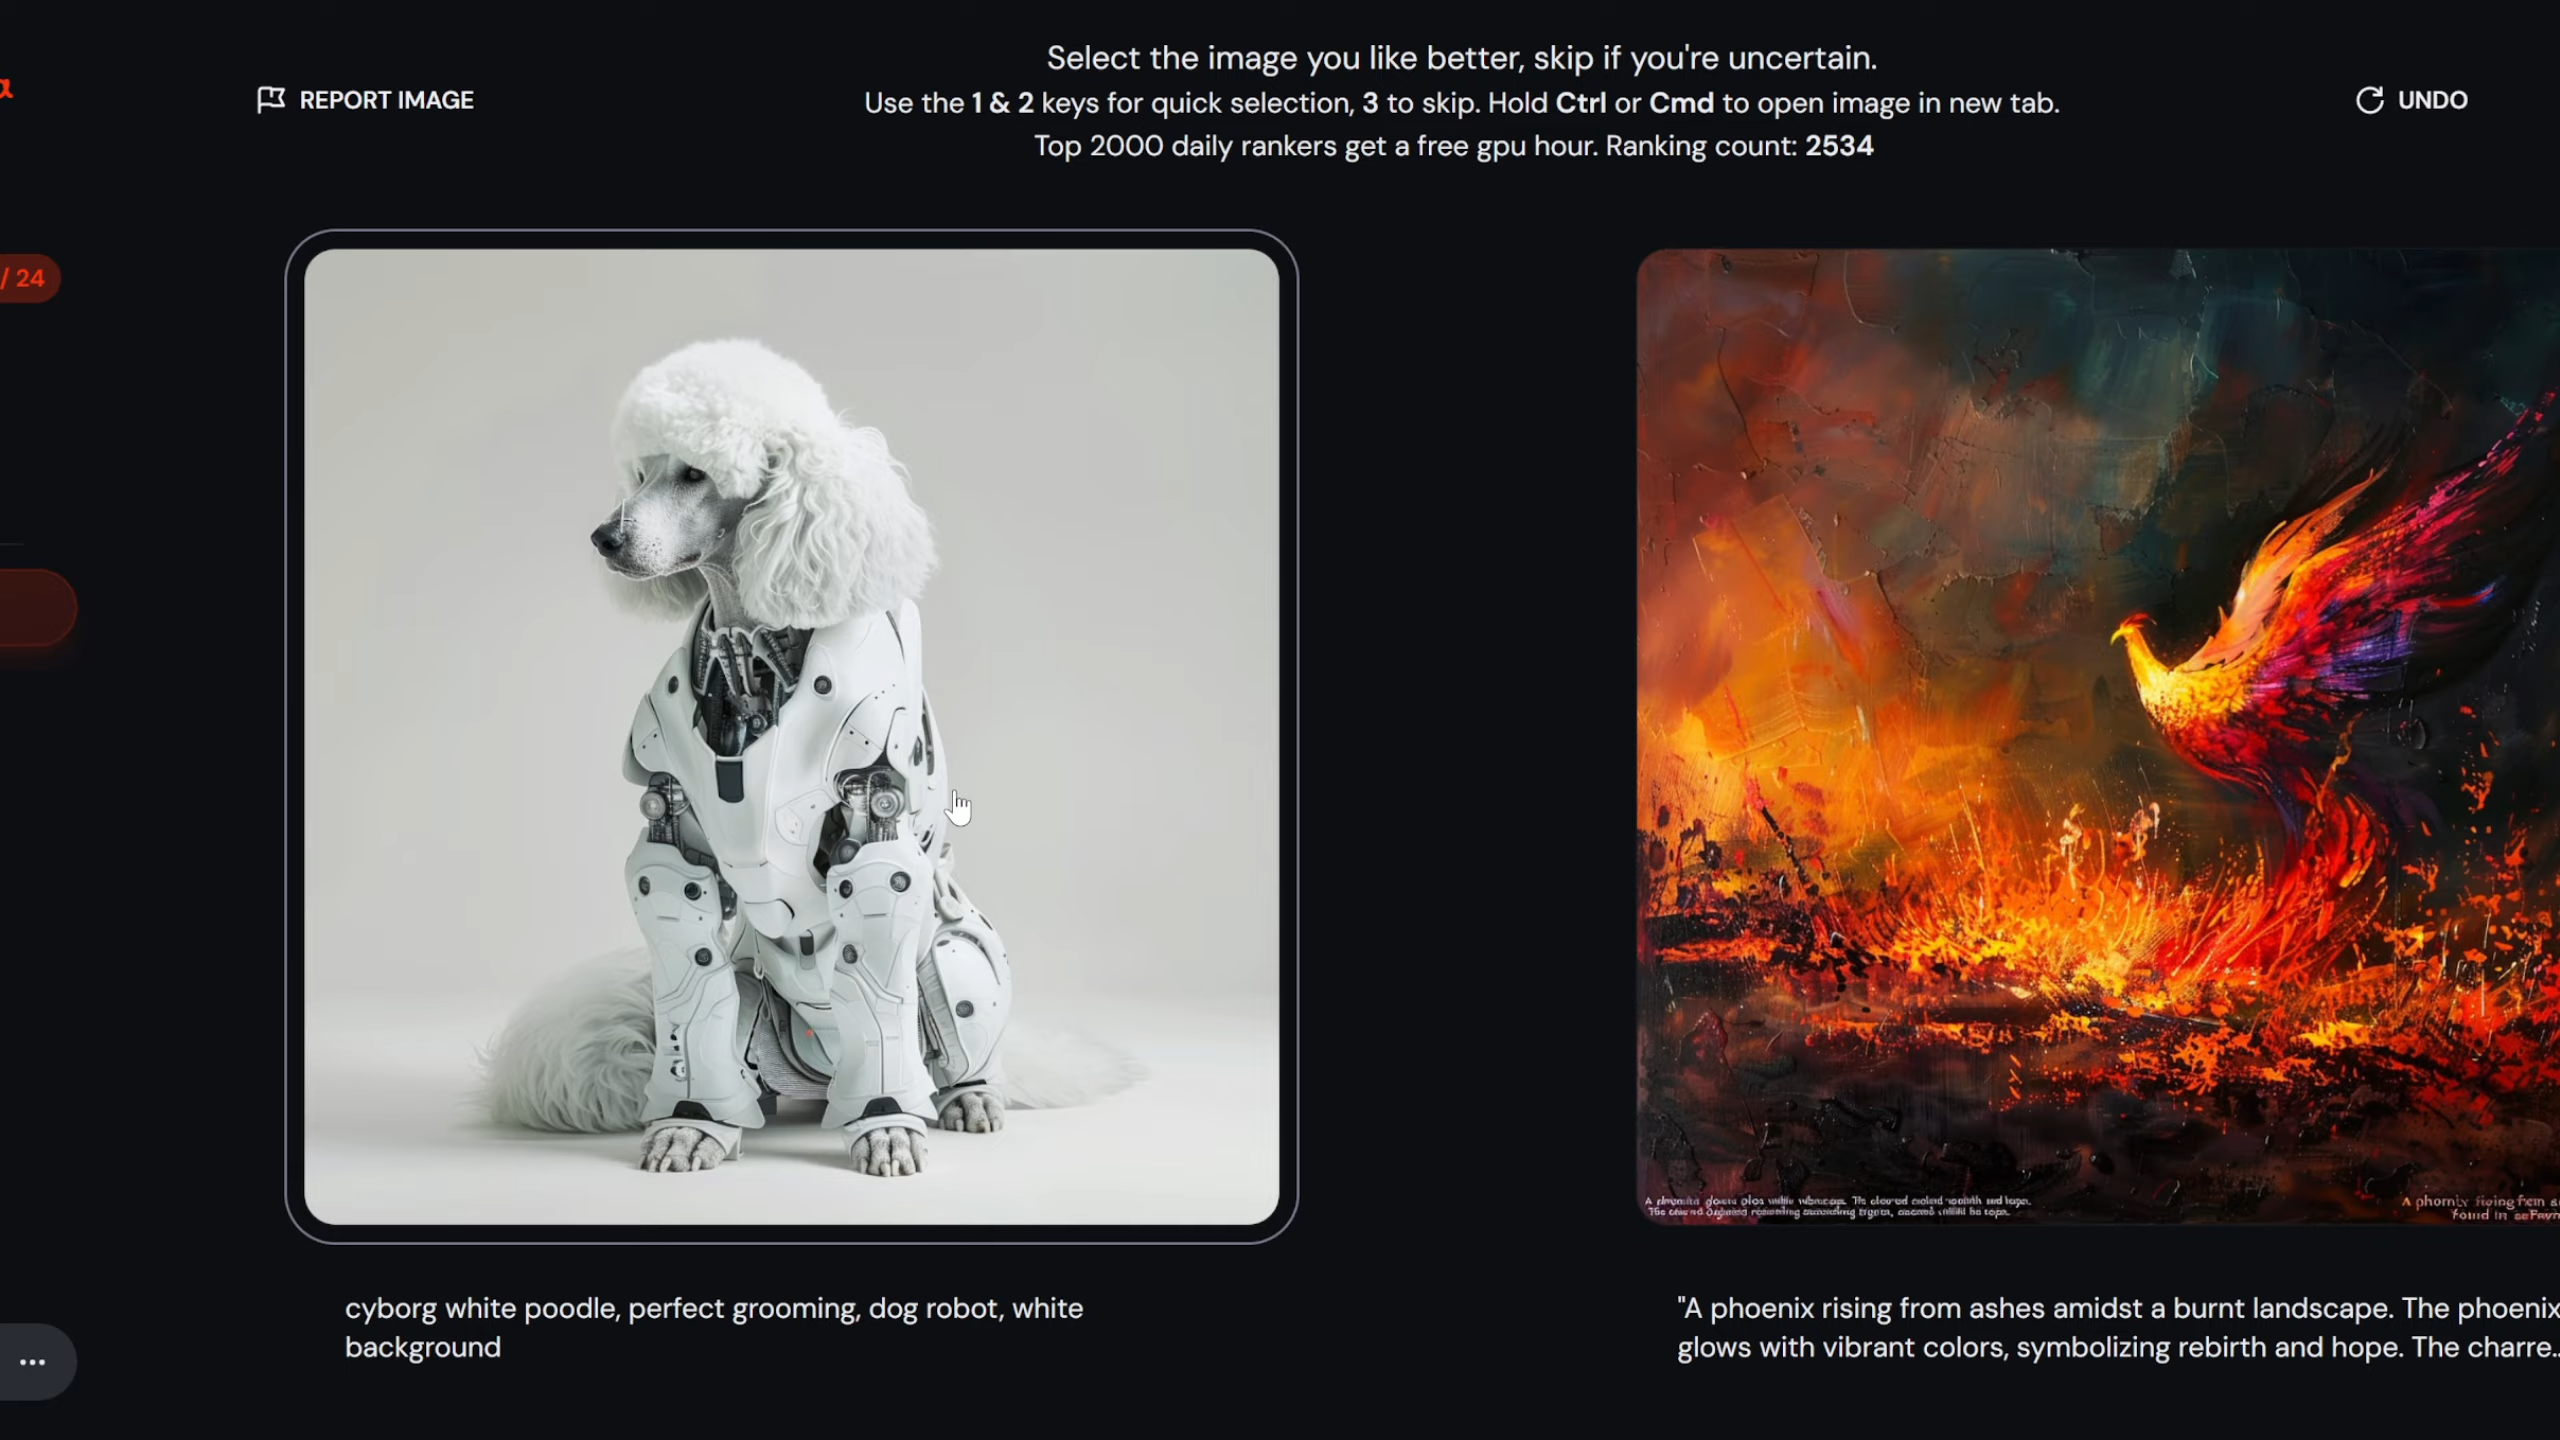 Select the image you like better, skip if you're uncertain.
REPORT IMAGE
Use the 1 & 2 keys for quick selection, 3 to skip. Hold Ctrl or Cmd to open image in new tab.
UNDO
Top 2000 daily rankers get a free gpu hour. Ranking count: 2534
/ 24
cyborg white poodle, perfect grooming, dog robot, white
background
"A phoenix rising from ashes amidst a burnt landscape. The phoenix
glows with vibrant colors, symbolizing rebirth and hope. The charre..